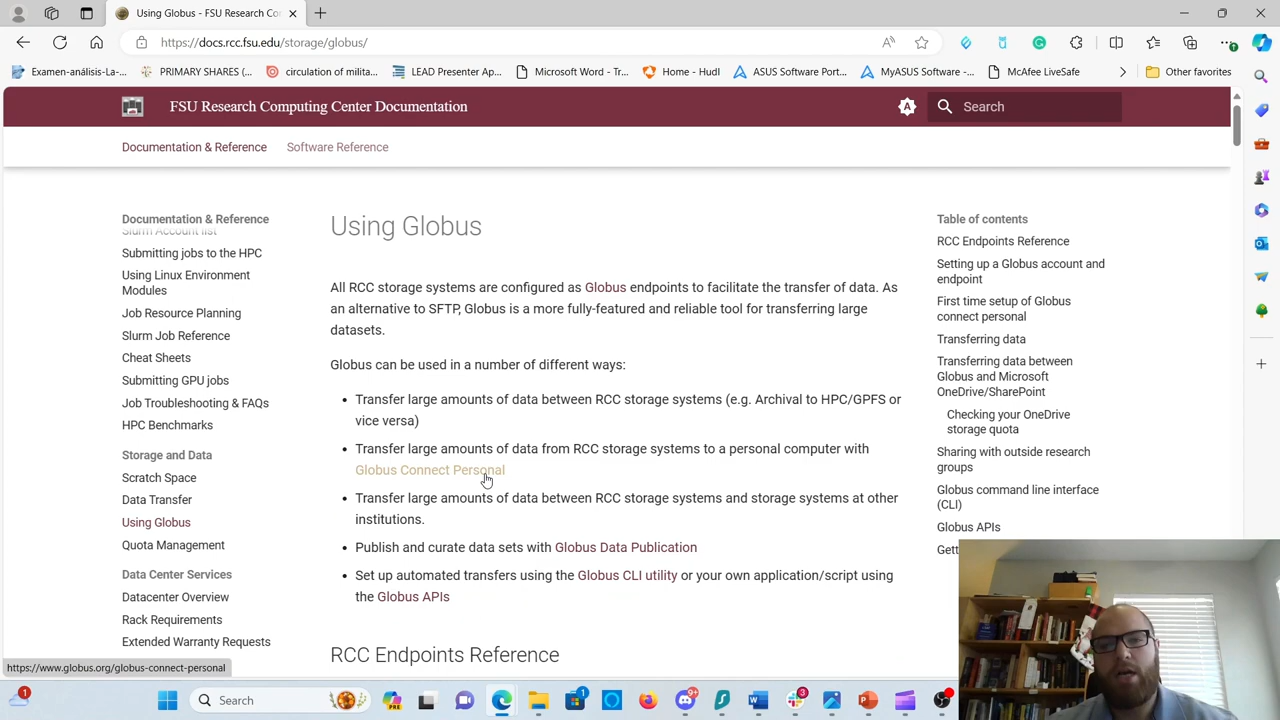 Using Globus - FSU Research Co
https://docs.rcc.fsu.edu/storage/globus/
Examen-análisis-La-...
PRIMARY SHARES (...
circulation of milita...
LEAD Presenter Ap...
Microsoft Word - Tr...
Home - Hudl
ASUS Software Port...
MyASUS Software -...
McAfee LiveSafe
Other favorites
FSU Research Computing Center Documentation
Search
Documentation & Reference
Software Reference
Documentation & Reference
Slurm Account list
Submitting jobs to the HPC
Using Linux Environment
Modules
Job Resource Planning
Slurm Job Reference
Cheat Sheets
Submitting GPU jobs
Job Troubleshooting & FAQs
HPC Benchmarks
Storage and Data
Scratch Space
Data Transfer
Using Globus
Quota Management
Data Center Services
Datacenter Overview
Rack Requirements
Extended Warranty Requests
Using Globus
All RCC storage systems are configured as Globus endpoints to facilitate the transfer of data. As
an alternative to SFTP, Globus is a more fully-featured and reliable tool for transferring large
datasets.
Globus can be used in a number of different ways:
• Transfer large amounts of data between RCC storage systems (e.g. Archival to HPC/GPFS or
vice versa)
• Transfer large amounts of data from RCC storage systems to a personal computer with
Globus Connect Personal
• Transfer large amounts of data between RCC storage systems and storage systems at other
institutions.
• Publish and curate data sets with Globus Data Publication
• Set up automated transfers using the Globus CLI utility or your own application/script using
the Globus APIs
RCC Endpoints Reference
Table of contents
RCC Endpoints Reference
Setting up a Globus account and
endpoint
First time setup of Globus
connect personal
Transferring data
Transferring data between
Globus and Microsoft
OneDrive/SharePoint
Checking your OneDrive
storage quota
Sharing with outside research
groups
Globus command line interface
(CLI)
Globus APIs
Get
https://www.globus.org/globus-connect-personal
1
Search
1
9+
3